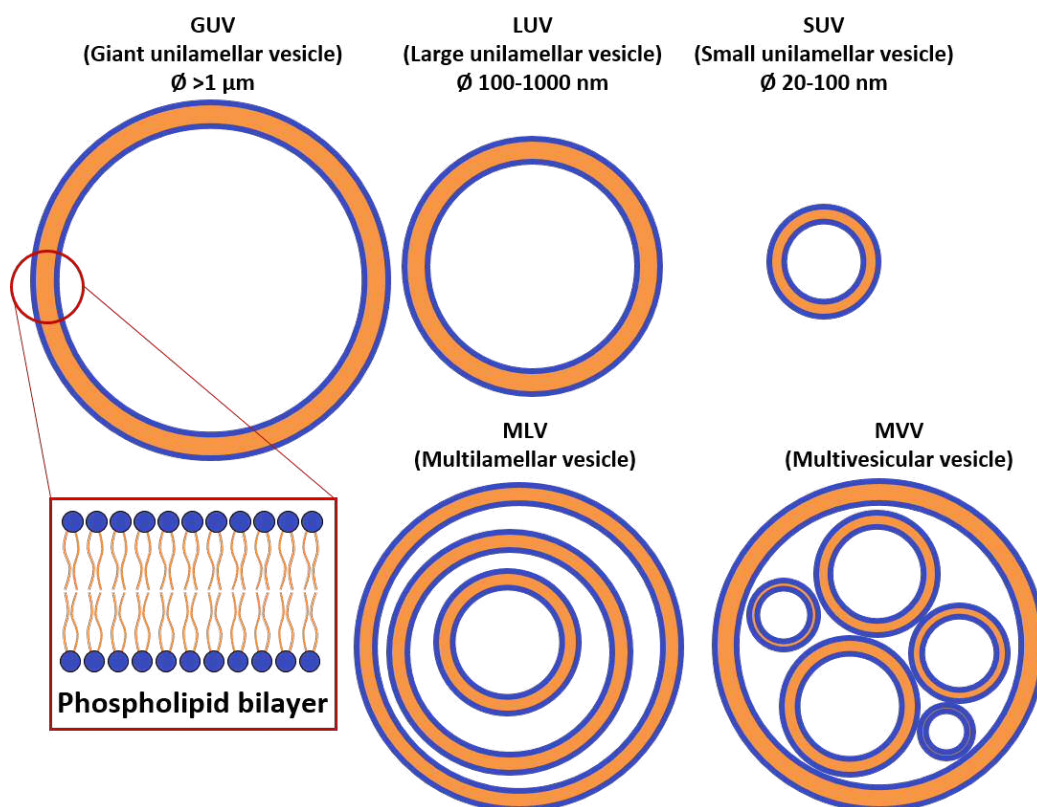 GUV
(Giant unilamellar vesicle)
Ø >1 µm
LUV
(Large unilamellar vesicle)
Ø 100-1000 nm
SUV
(Small unilamellar vesicle)
Ø 20-100 nm
MLV
(Multilamellar vesicle)
MVV
(Multivesicular vesicle)
Phospholipid bilayer